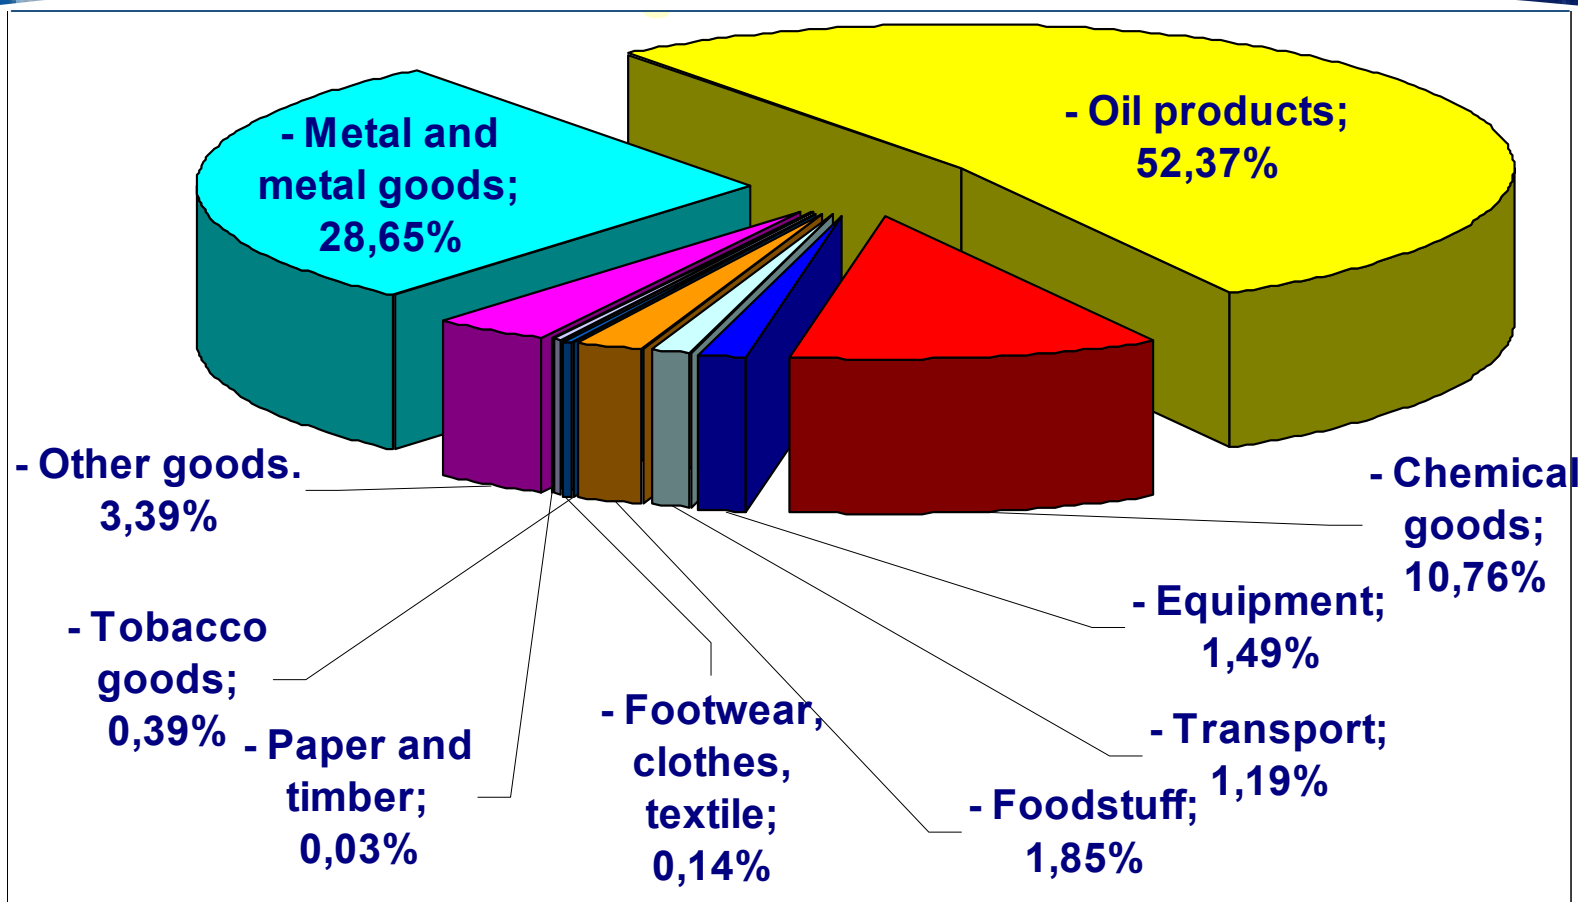 - Metal and
metal goods;
28,65%
- Oil products;
52,37%
- Other goods.
3,39%
- Chemical
goods;
10,76%
- Equipment;
1,49%
- Tobacco
goods;
0,39%
- Paper and
timber;
0,03%
- Footwear,
clothes,
textile;
0,14%
- Transport;
1,19%
- Foodstuff;
1,85%